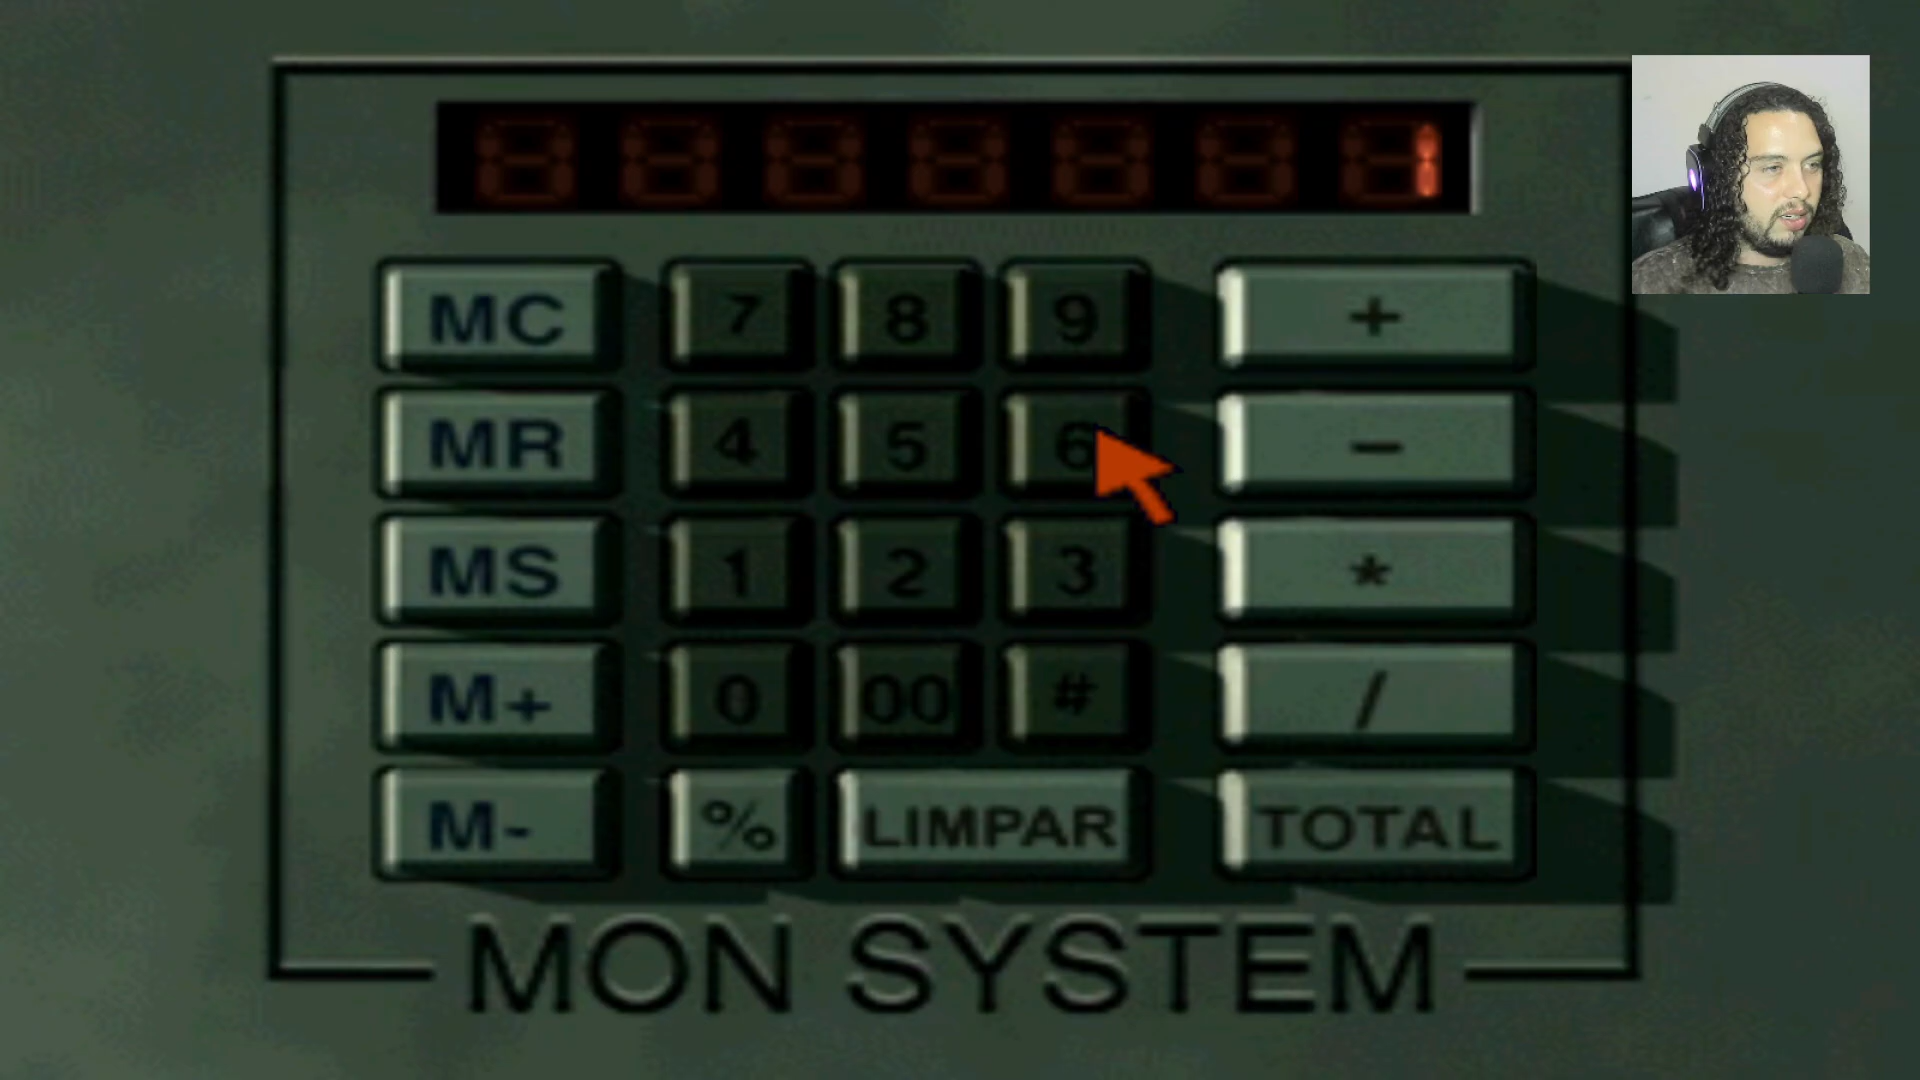 1
MC 7 8 9 +
MR 4 5 6 -
MS 1 2 3 *
M+ 0 00 # /
M- % LIMPAR TOTAL
MON SYSTEM